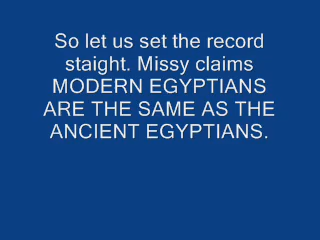 So let us set the record
staight. Missy claims
MODERN EGYPTIANS
ARE THE SAME AS THE
ANCIENT EGYPTIANS.